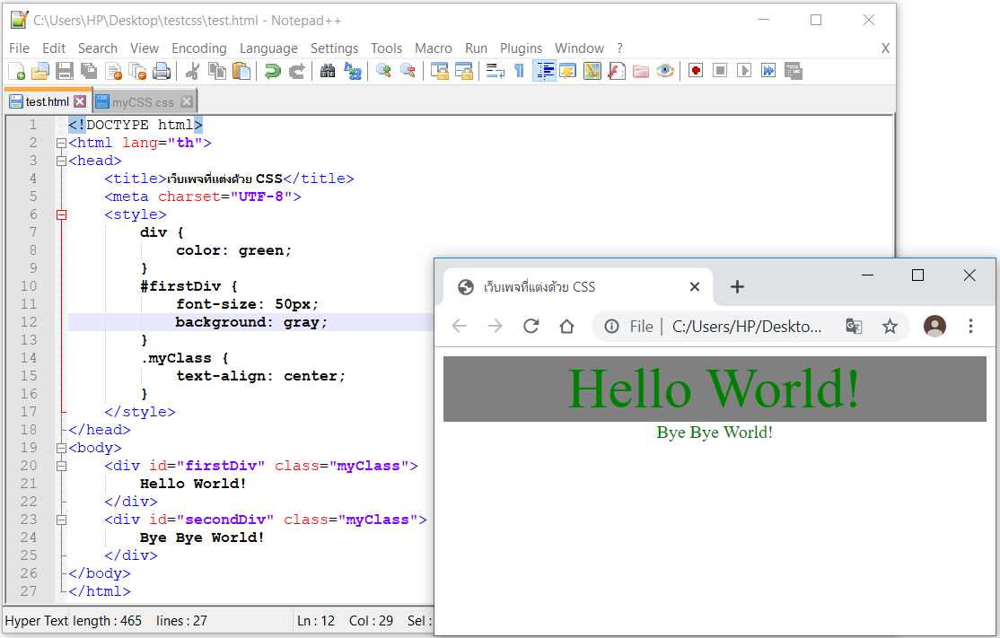 C:\Users\HP\Desktop\testcss\test.html - Notepad++
File Edit Search View Encoding Language Settings Tools Macro Run Plugins Window ? X
test.html myCSS.css
1 <!DOCTYPE html>
2 <html lang="th">
3 <head>
4 <title>เว็บเพจที่แต่งด้วย CSS</title>
5 <meta charset="UTF-8">
6 <style>
7 div {
8 color: green;
9 }
10 #firstDiv {
11 font-size: 50px;
12 background: gray;
13 }
14 .myClass {
15 text-align: center;
16 }
17 </style>
18 </head>
19 <body>
20 <div id="firstDiv" class="myClass">
21 Hello World!
22 </div>
23 <div id="secondDiv" class="myClass">
24 Bye Bye World!
25 </div>
26 </body>
27 </html>
Hyper Text length : 465 lines : 27 Ln : 12 Col : 29 Sel :
เว็บเพจที่แต่งด้วย CSS
File | C:/Users/HP/Deskto...
Hello World!
Bye Bye World!